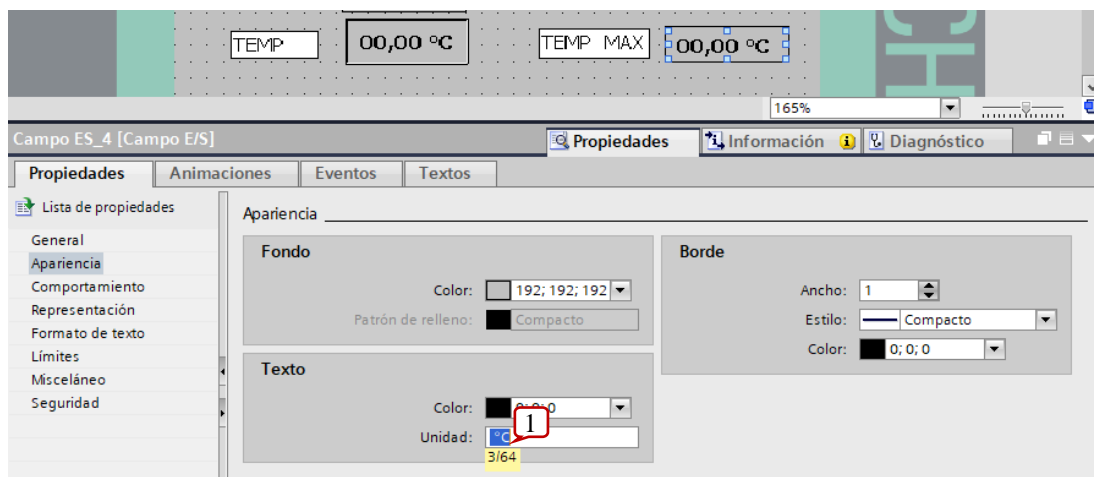 TEMP
00,00 °C
TEMP MAX
00,00 °C
CH
165%
Campo ES_4 [Campo E/S]
Propiedades
Información
Diagnóstico
Propiedades
Animaciones
Eventos
Textos
Lista de propiedades
General
Apariencia
Comportamiento
Representación
Formato de texto
Límites
Misceláneo
Seguridad
Apariencia
Fondo
Color: 192; 192; 192
Patrón de relleno: Compacto
Texto
Color: 0; 0; 0
1
Unidad: °C
3/64
Borde
Ancho: 1
Estilo: Compacto
Color: 0; 0; 0